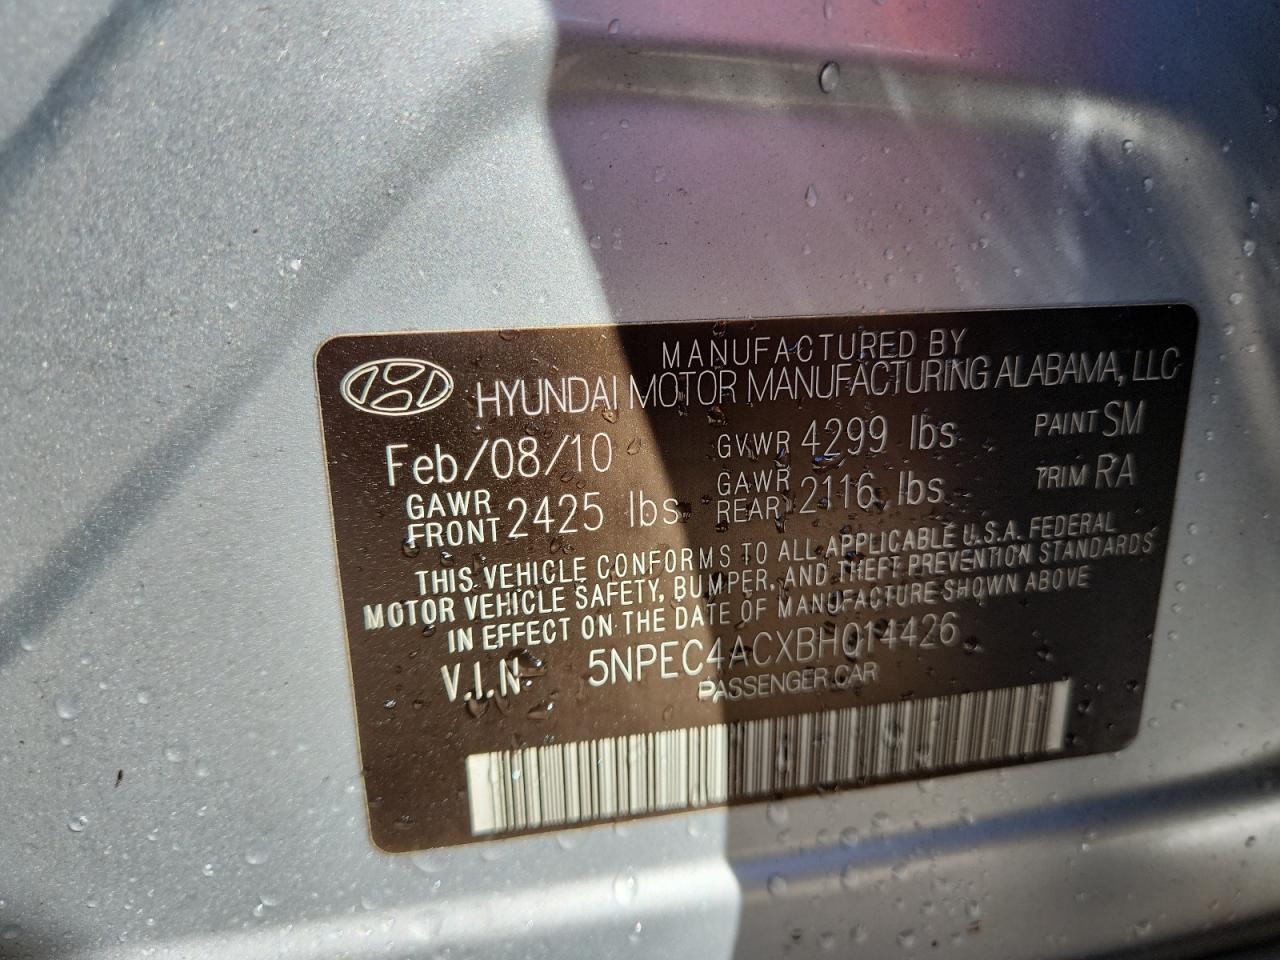 MANUFACTURED BY
HYUNDAI MOTOR MANUFACTURING ALABAMA, LLC
Feb/08/10 GVWR 4299 lbs PAINT SM
GAWR FRONT 2425 lbs GAWR REAR 2116 lbs TRIM RA
THIS VEHICLE CONFORMS TO ALL APPLICABLE U.S.A. FEDERAL
MOTOR VEHICLE SAFETY, BUMPER, AND THEFT PREVENTION STANDARDS
IN EFFECT ON THE DATE OF MANUFACTURE SHOWN ABOVE
V.I.N 5NPEC4ACXBH014426
PASSENGER CAR